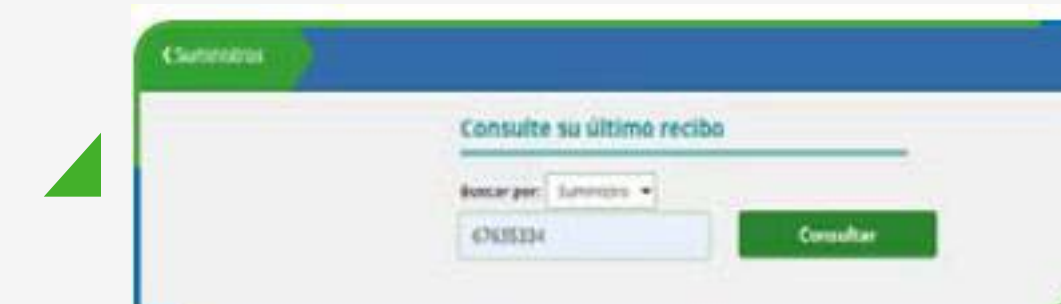 Suministros
Consulte su último recibo
Buscar por: Suministro
Consultar